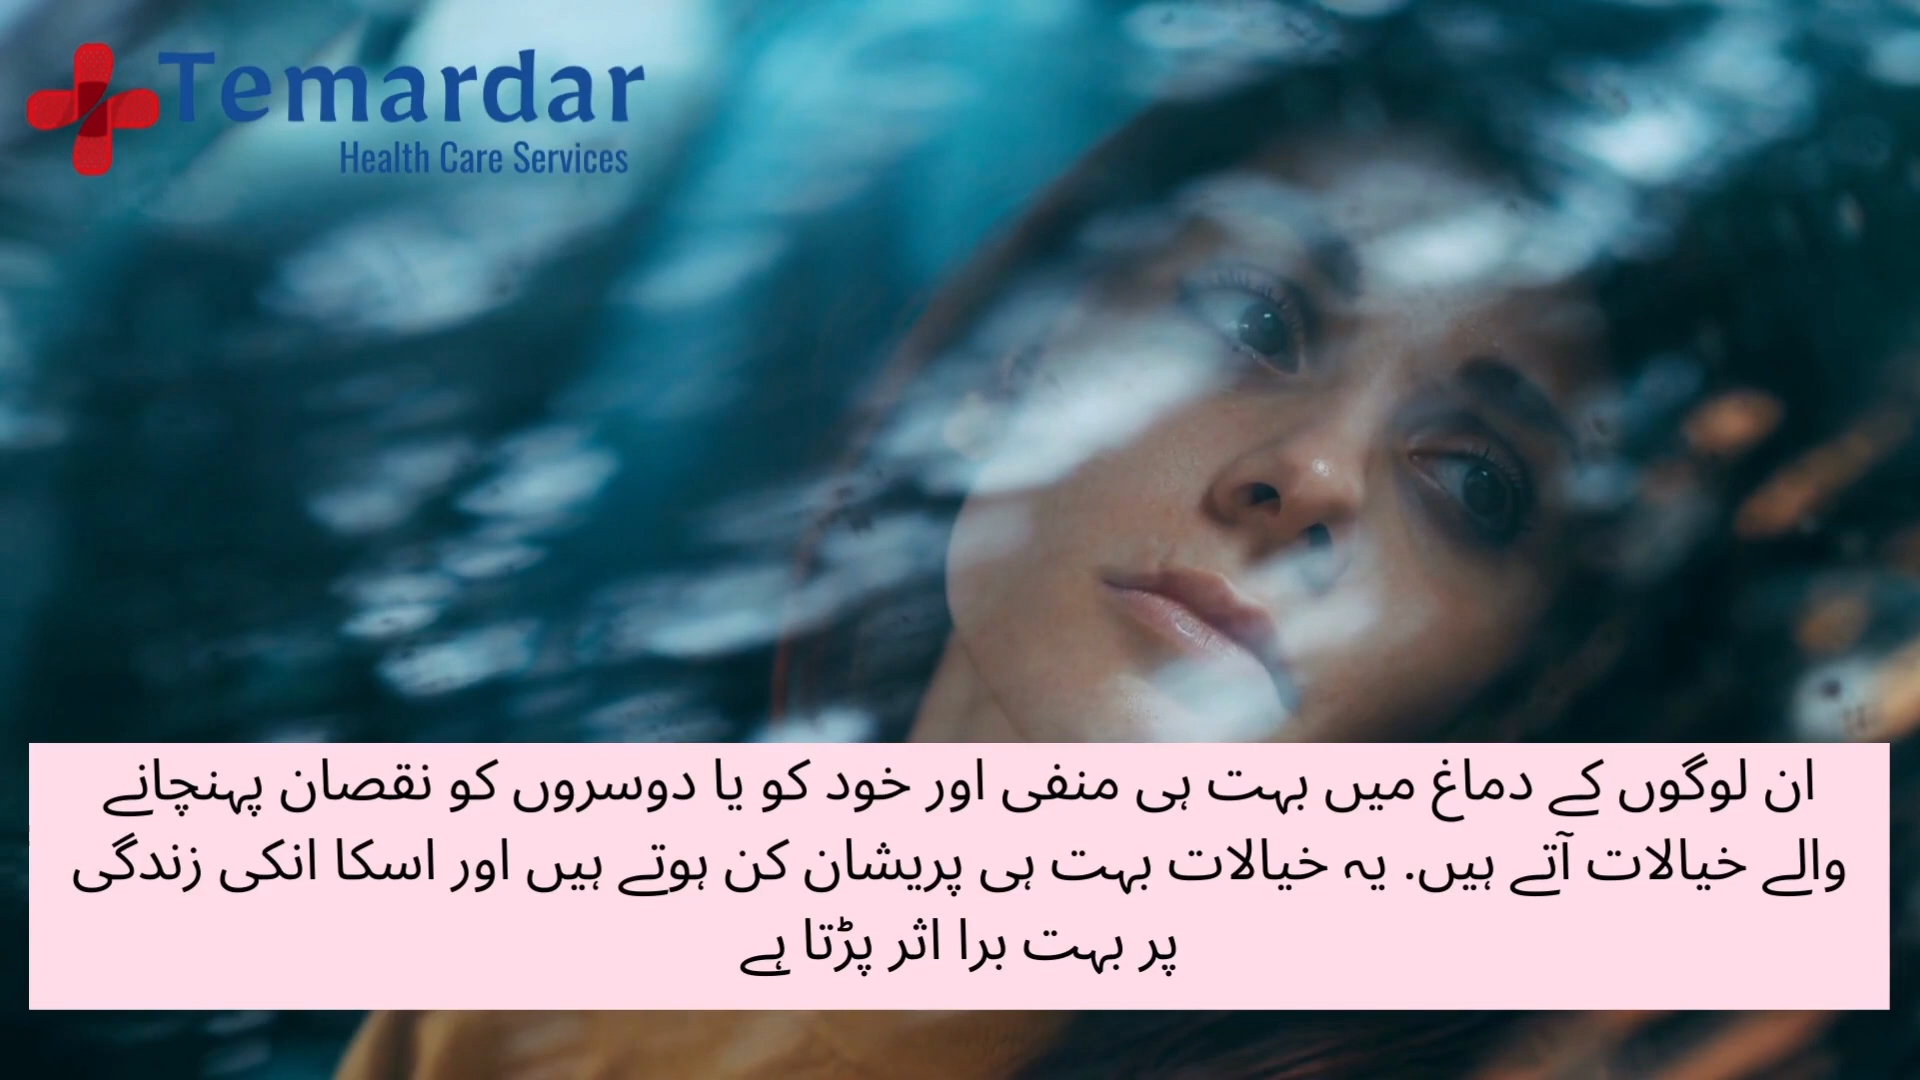 Temardar
Health Care Services
ان لوگوں کے دماغ میں بہت ہی منفی اور خود کو یا دوسروں کو نقصان پہنچانے
والے خیالات آتے ہیں. یہ خیالات بہت ہی پریشان کن ہوتے ہیں اور اسکا انکی زندگی
پر بہت برا اثر پڑتا ہے